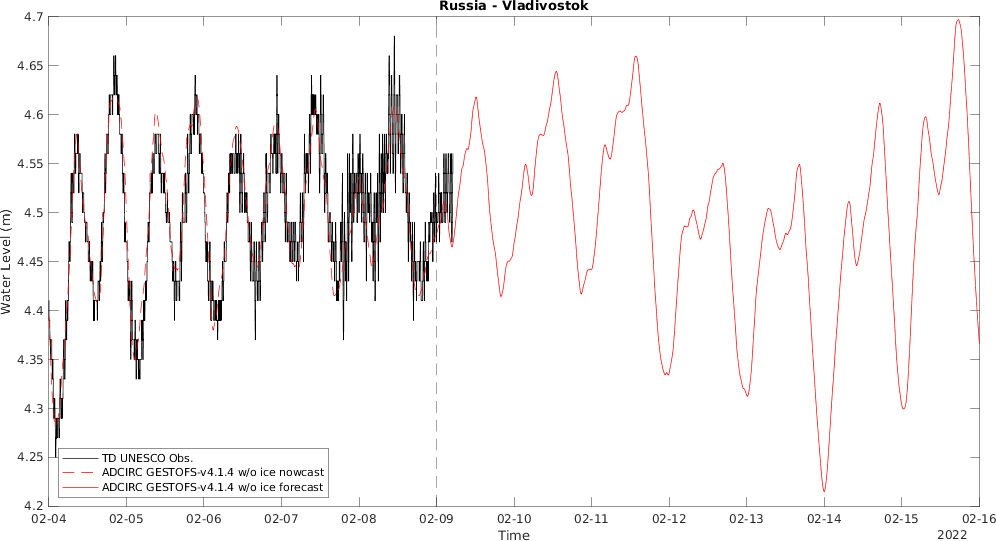 Russia - Vladivostok
4.7
4.65
4.6
4.55
4.5
4.45
4.4
4.35
4.3
4.25
4.2
Water Level (m)
TD UNESCO Obs.
ADCIRC GESTOFS-v4.1.4 w/o ice nowcast
ADCIRC GESTOFS-v4.1.4 w/o ice forecast
02-04 02-05 02-06 02-07 02-08 02-09 02-10 02-11 02-12 02-13 02-14 02-15 02-16
Time
2022